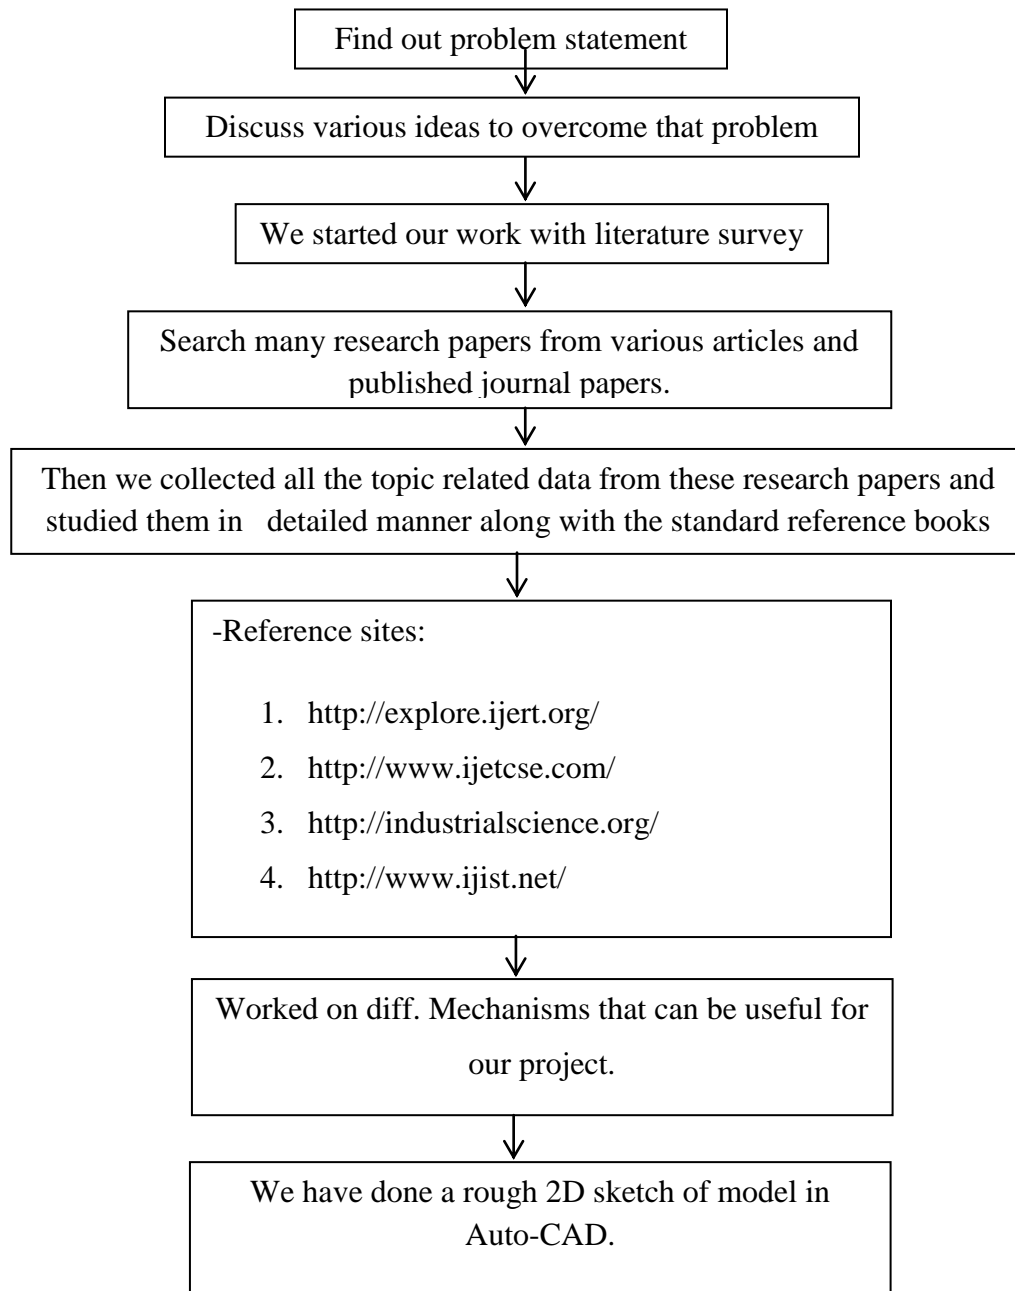 Find out problem statement
Discuss various ideas to overcome that problem
We started our work with literature survey
Search many research papers from various articles and
published journal papers.
Then we collected all the topic related data from these research papers and
studied them in detailed manner along with the standard reference books
-Reference sites:
1. http://explore.ijert.org/
2. http://www.ijetcse.com/
3. http://industrialscience.org/
4. http://www.ijist.net/
Worked on diff. Mechanisms that can be useful for
our project.
We have done a rough 2D sketch of model in
Auto-CAD.